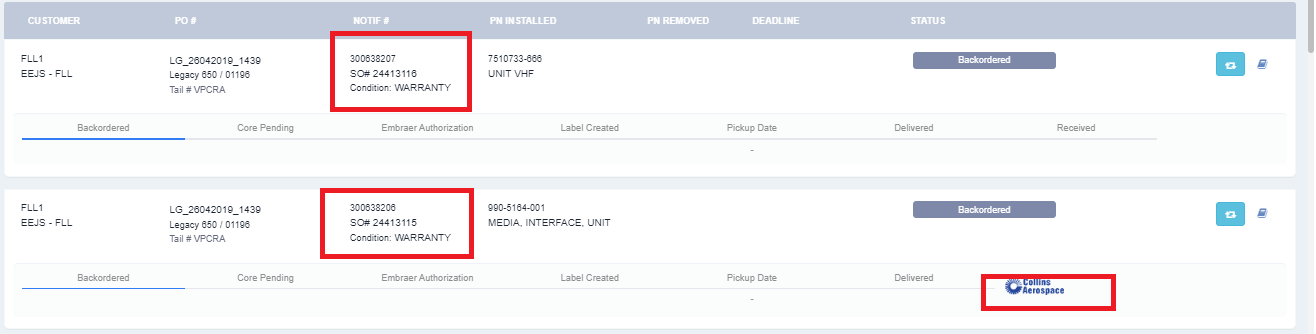 CUSTOMER PO # NOTIF # PN INSTALLED PN REMOVED DEADLINE STATUS
FLL1 LG_26042019_1439 300638207 7510733-666 Backordered
EEJS - FLL Legacy 650 / 01196 SO# 24413116 UNIT VHF
Tail # VPCRA Condition: WARRANTY
Backordered Core Pending Embraer Authorization Label Created Pickup Date Delivered Received
-
FLL1 LG_26042019_1439 300638206 990-5164-001 Backordered
EEJS - FLL Legacy 650 / 01196 SO# 24413115 MEDIA, INTERFACE, UNIT
Tail # VPCRA Condition: WARRANTY
Backordered Core Pending Embraer Authorization Label Created Pickup Date Delivered Collins
Aerospace
-